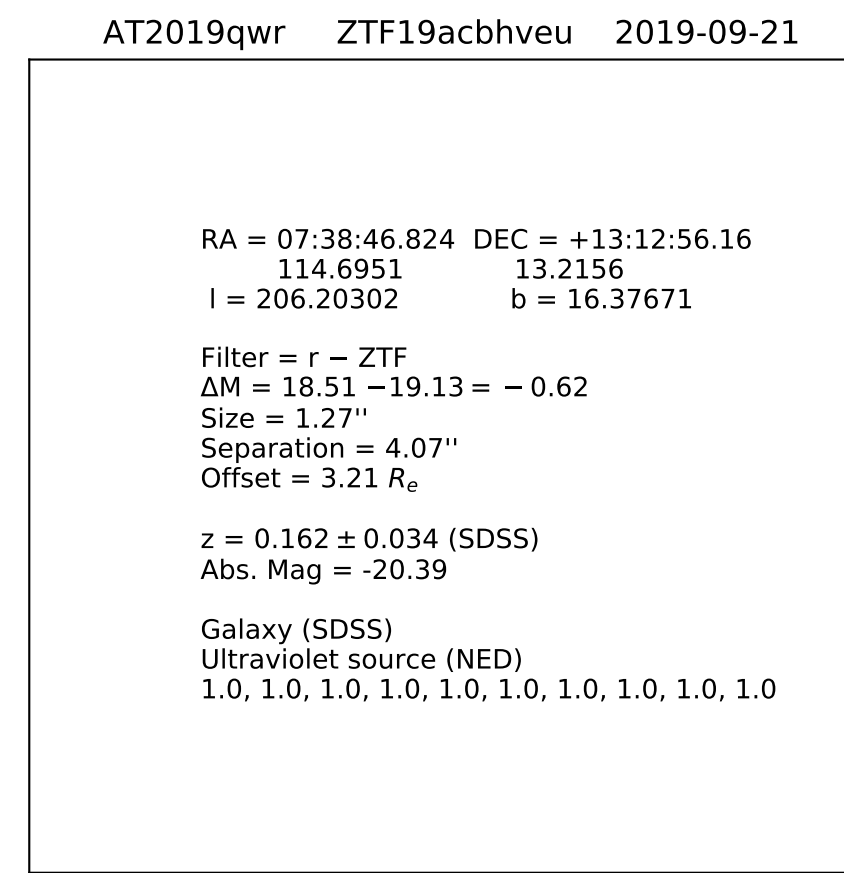 AT2019qwr ZTF19acbhveu 2019-09-21
RA = 07:38:46.824 DEC = +13:12:56.16
114.6951 13.2156
l = 206.20302 b = 16.37671
Filter = r − ZTF
ΔM = 18.51 −19.13 = − 0.62
Size = 1.27''
Separation = 4.07''
Offset = 3.21 Rₑ
z = 0.162 ± 0.034 (SDSS)
Abs. Mag = -20.39
Galaxy (SDSS)
Ultraviolet source (NED)
1.0, 1.0, 1.0, 1.0, 1.0, 1.0, 1.0, 1.0, 1.0, 1.0